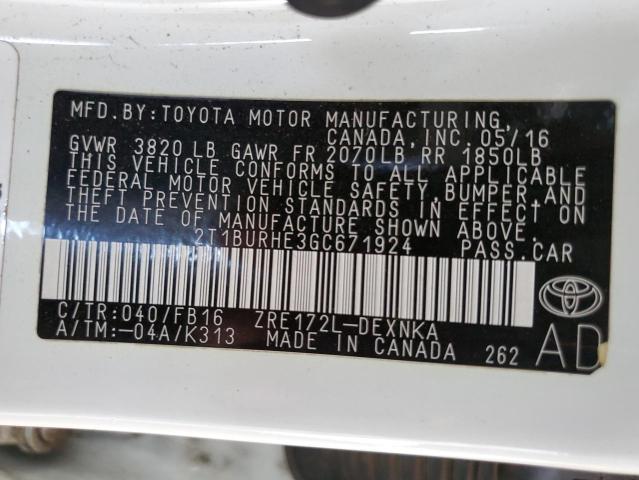 MFD.BY:TOYOTA MOTOR MANUFACTURING,
CANADA,INC.05/16
GVWR 3820 LB GAWR FR 2070LB RR 1850LB
THIS VEHICLE CONFORMS TO ALL APPLICABLE
FEDERAL MOTOR VEHICLE SAFETY,BUMPER,AND
THEFT PREVENTION STANDARDS IN EFFECT ON
THE DATE OF MANUFACTURE SHOWN ABOVE.
2T1BURHE3GC671924 PASS.CAR
C/TR:040/FB16 ZRE172L-DEXNKA
A/TM:-04A/K313 MADE IN CANADA 262
AD